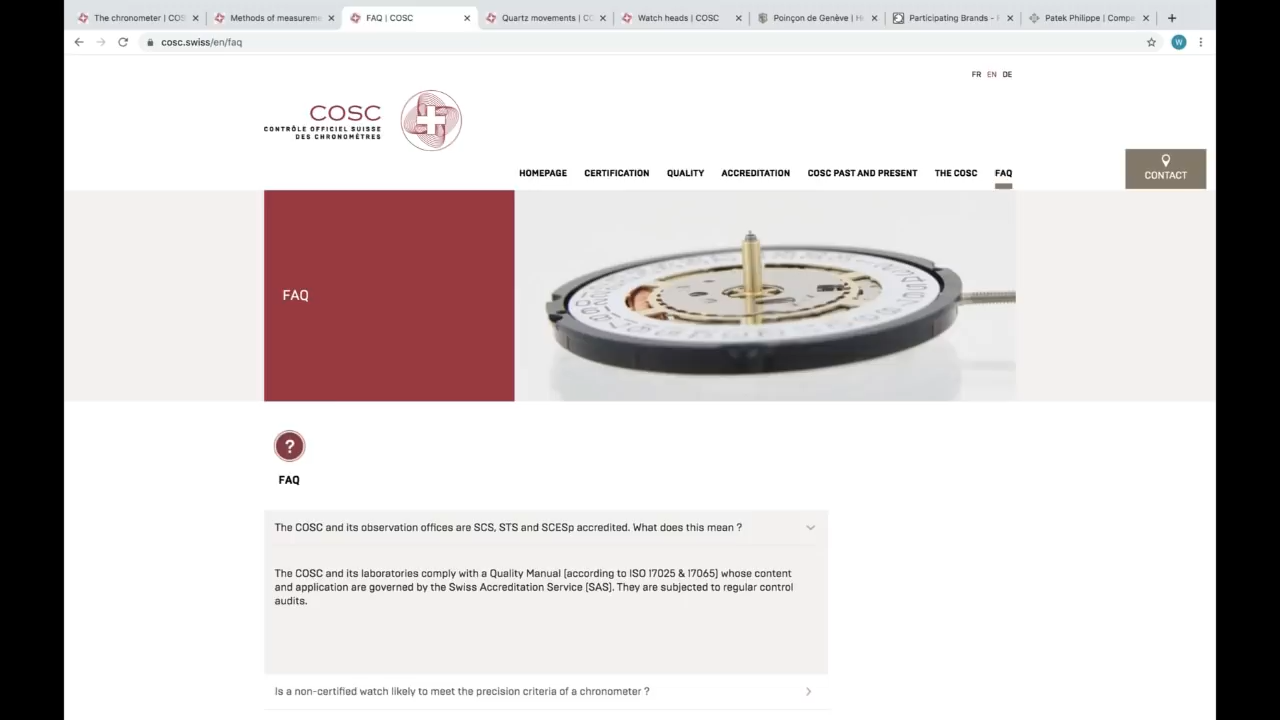 The chronometer | COS
Methods of measureme
FAQ | COSC
Quartz movements | CO
Watch heads | COSC
Poinçon de Genève | H
Participating Brands -
Patek Philippe | Compa
cosc.swiss/en/faq
W
FR EN DE
COSC
CONTRÔLE OFFICIEL SUISSE
DES CHRONOMÈTRES
HOMEPAGE CERTIFICATION QUALITY ACCREDITATION COSC PAST AND PRESENT THE COSC FAQ
CONTACT
FAQ
?
FAQ
The COSC and its observation offices are SCS, STS and SCESp accredited. What does this mean ?
The COSC and its laboratories comply with a Quality Manual (according to ISO 17025 & 17065) whose content
and application are governed by the Swiss Accreditation Service (SAS). They are subjected to regular control
audits.
Is a non-certified watch likely to meet the precision criteria of a chronometer ?